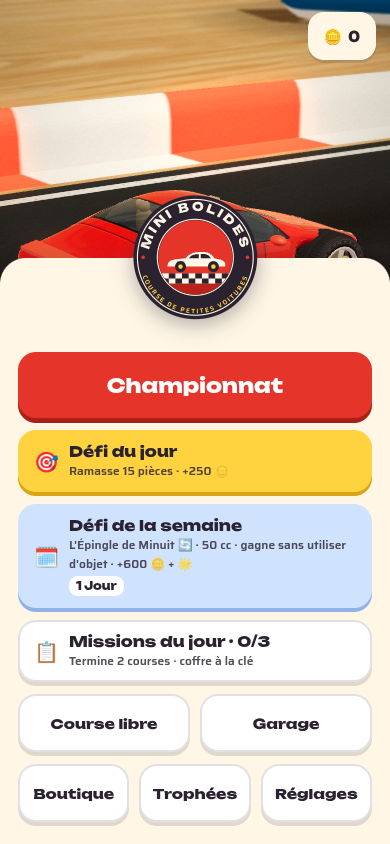 0
MINI BOLIDES
COURSE DE PETITES VOITURES
Championnat
Défi du jour
Ramasse 15 pièces · +250 🪙
Défi de la semaine
L'Épingle de Minuit 🔄 · 50 cc · gagne sans utiliser
d'objet · +600 🪙 + 🌟
1 Jour
Missions du jour · 0/3
Termine 2 courses · coffre à la clé
Course libre
Garage
Boutique
Trophées
Réglages